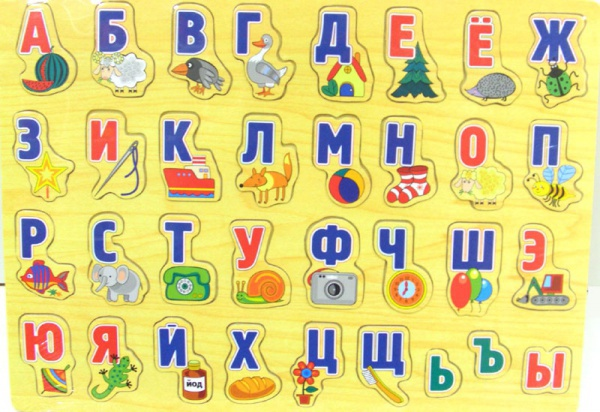 А Б В Г Д Е Ё Ж
З И К Л М Н О П
Р С Т У Ф Ч Ш Э
Ю Я Й Х Ц Щ Ь Ъ Ы
ЙОД